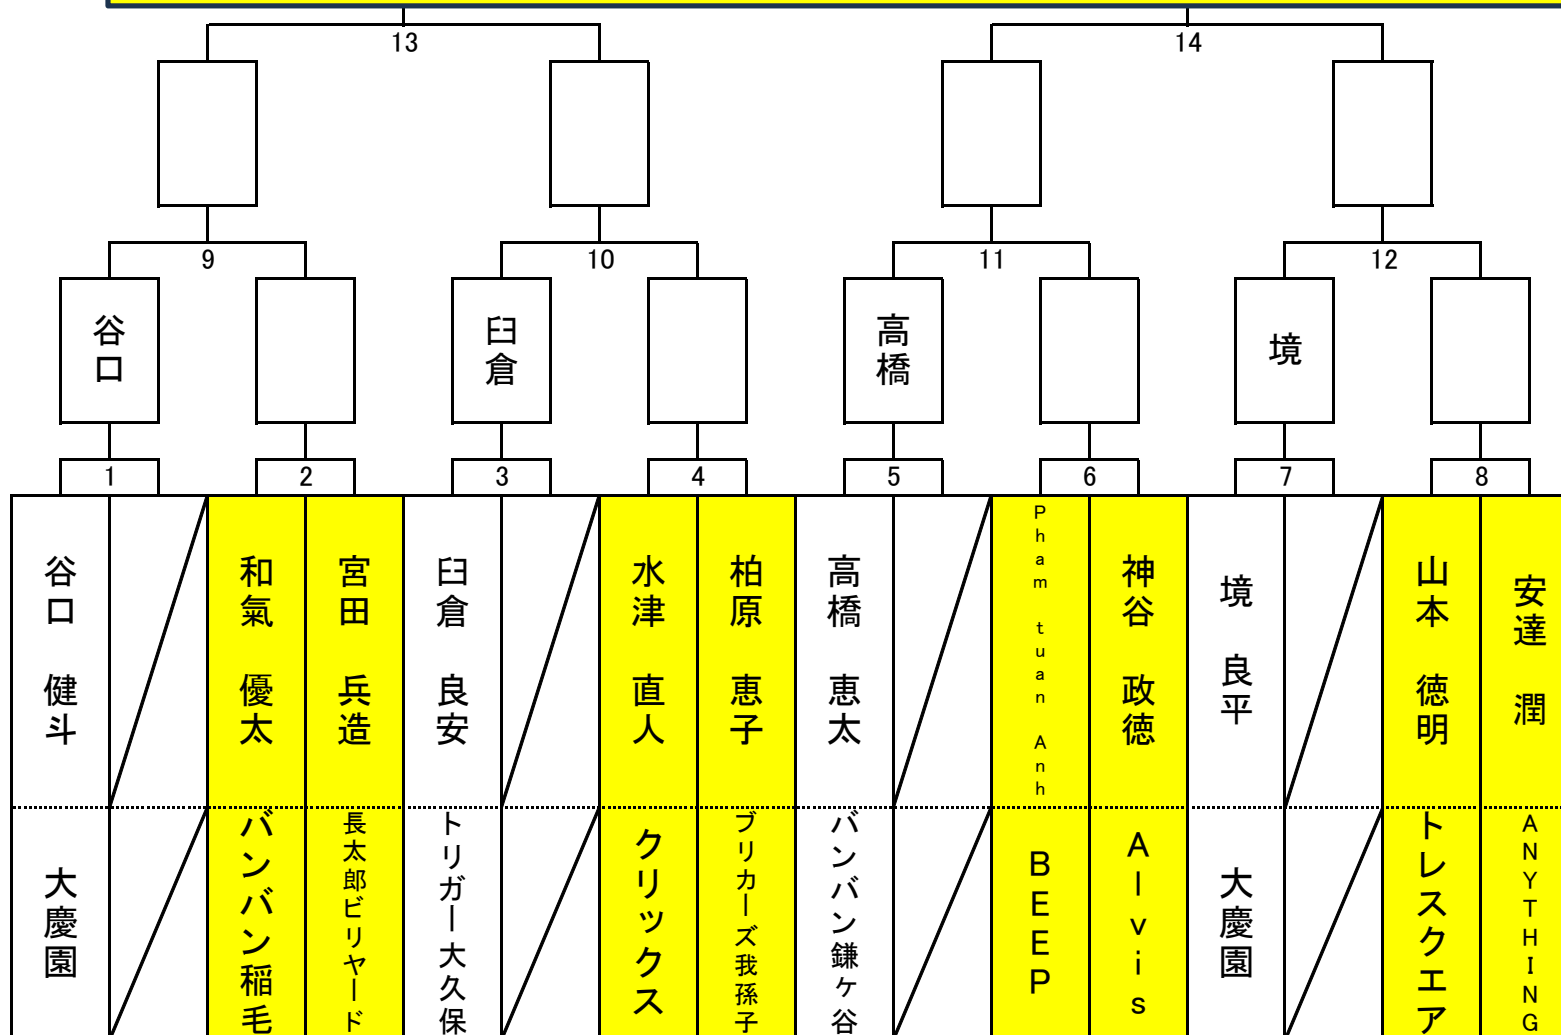 13
14
9
10
11
12
谷口
臼倉
高橋
境
1
2
3
4
5
6
7
8
谷口 健斗
和氣 優太
宮田 兵造
臼倉 良安
水津 直人
柏原 恵子
高橋 恵太
Pham tuan Anh
神谷 政徳
境 良平
山本 徳明
安達 潤
大慶園
バンバン稲毛
長太郎ビリヤード
トリガー大久保
クリックス
ブリカーズ我孫子
バンバン鎌ケ谷
BEEP
Alvis
大慶園
トレスクエア
ANYTHING